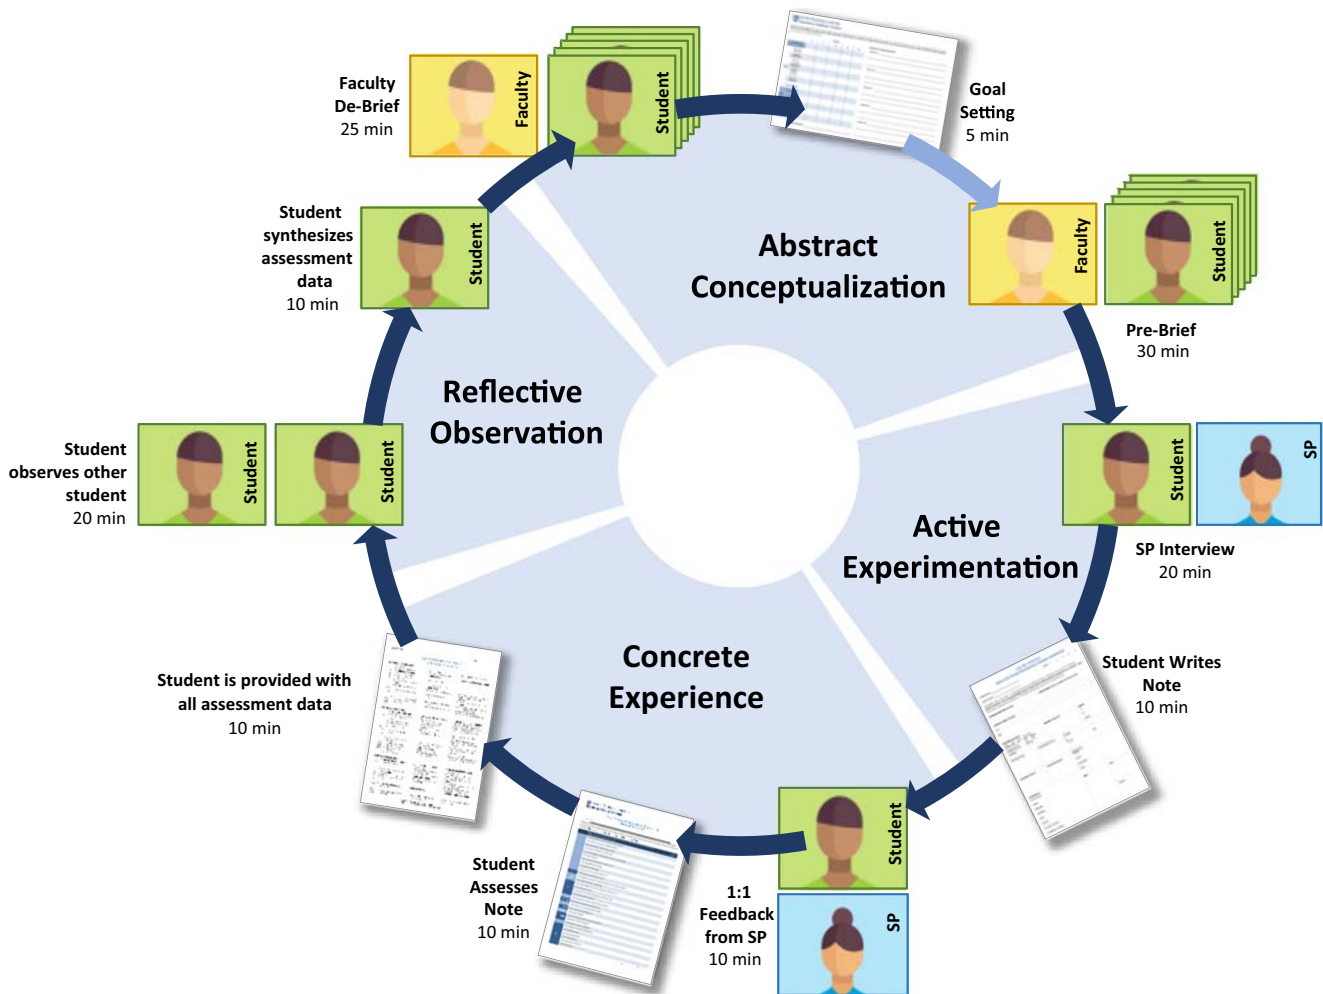 Faculty
De-Brief
25 min
Faculty
Student
Goal
Setting
5 min
Student
synthesizes
assessment
data
10 min
Student
Abstract
Conceptualization
Faculty
Student
Pre-Brief
30 min
Reflective
Observation
Student
observes other
student
20 min
Student
Student
Student
SP
SP Interview
20 min
Active
Experimentation
Concrete
Experience
Student Writes
Note
10 min
Student is provided with
all assessment data
10 min
Student
Assesses
Note
10 min
1:1
Feedback
from SP
10 min
Student
SP